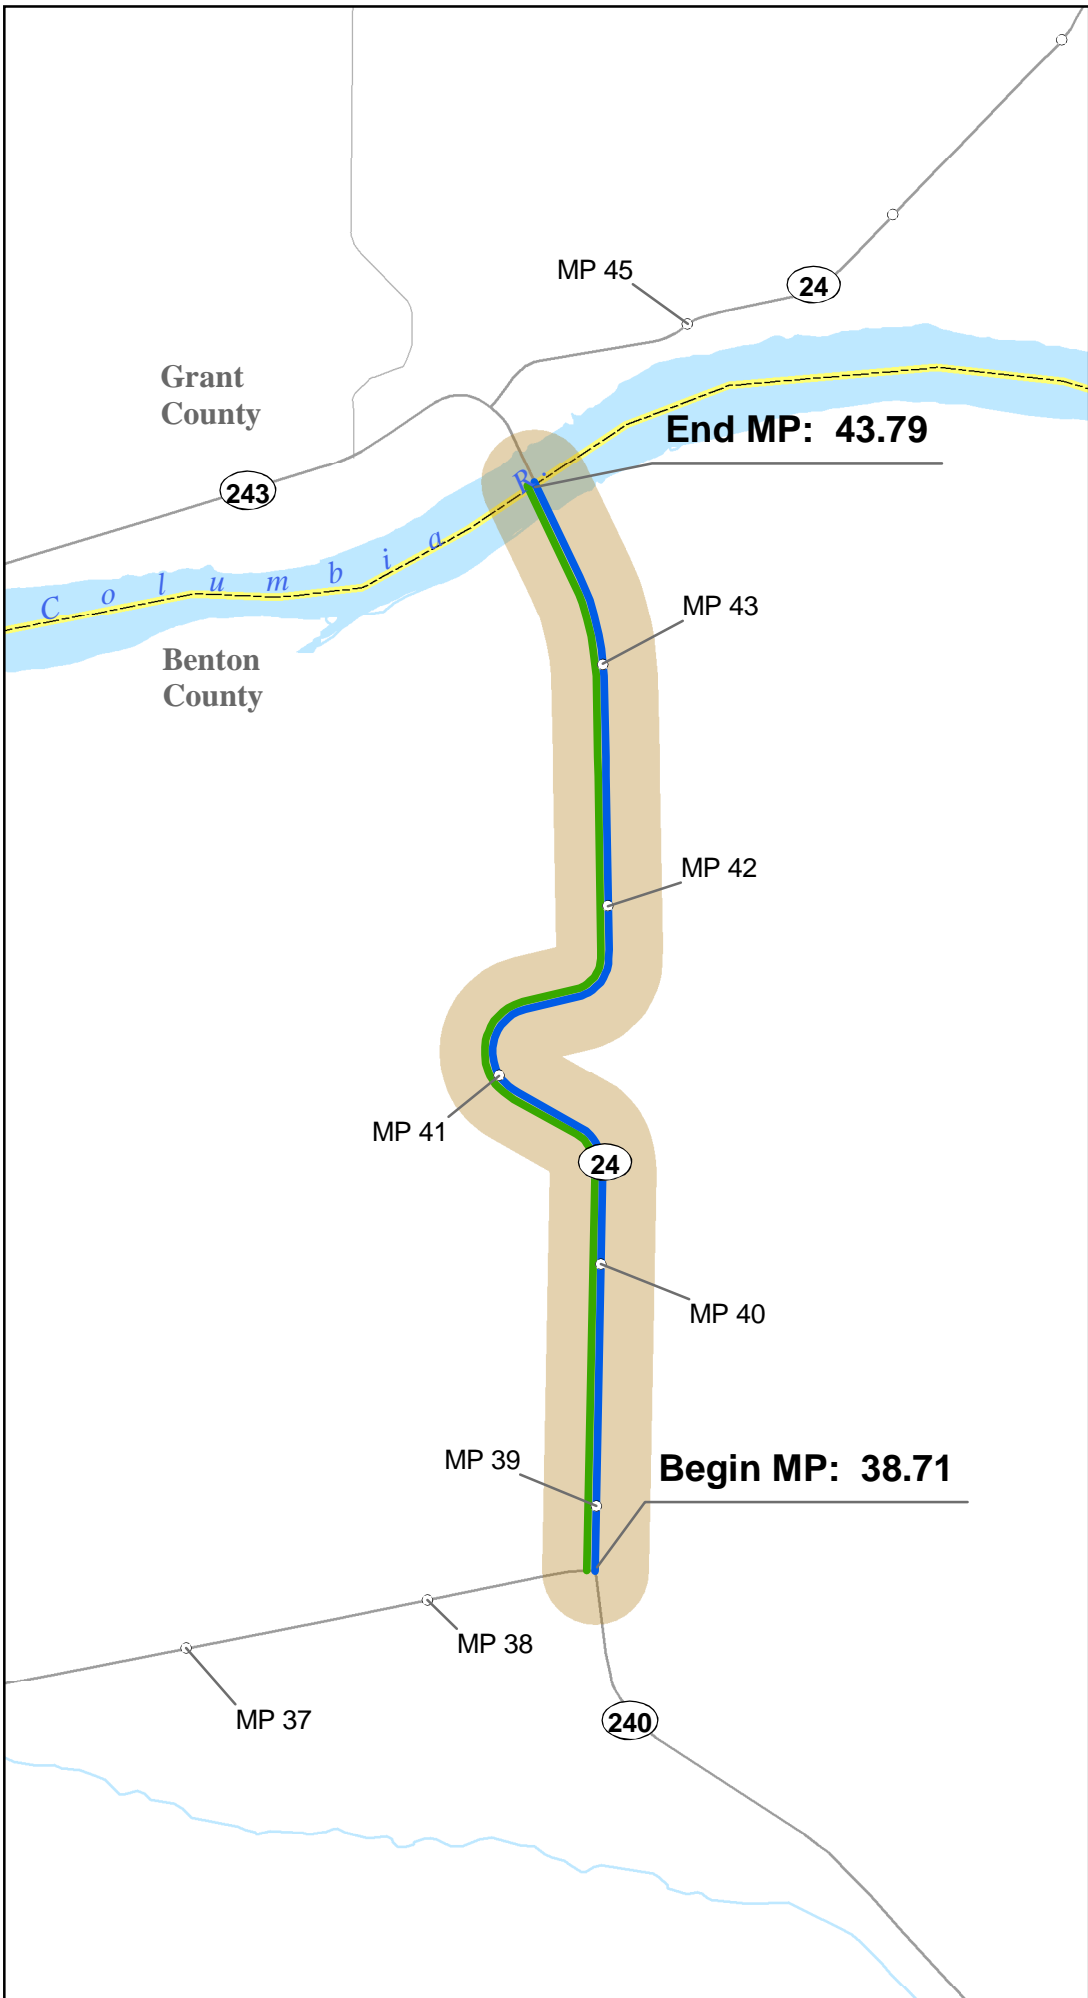 MP 45
24
Grant
County
End MP: 43.79
243
Columbia R.
MP 43
Benton
County
MP 42
MP 41
24
MP 40
MP 39
Begin MP: 38.71
MP 38
MP 37
240